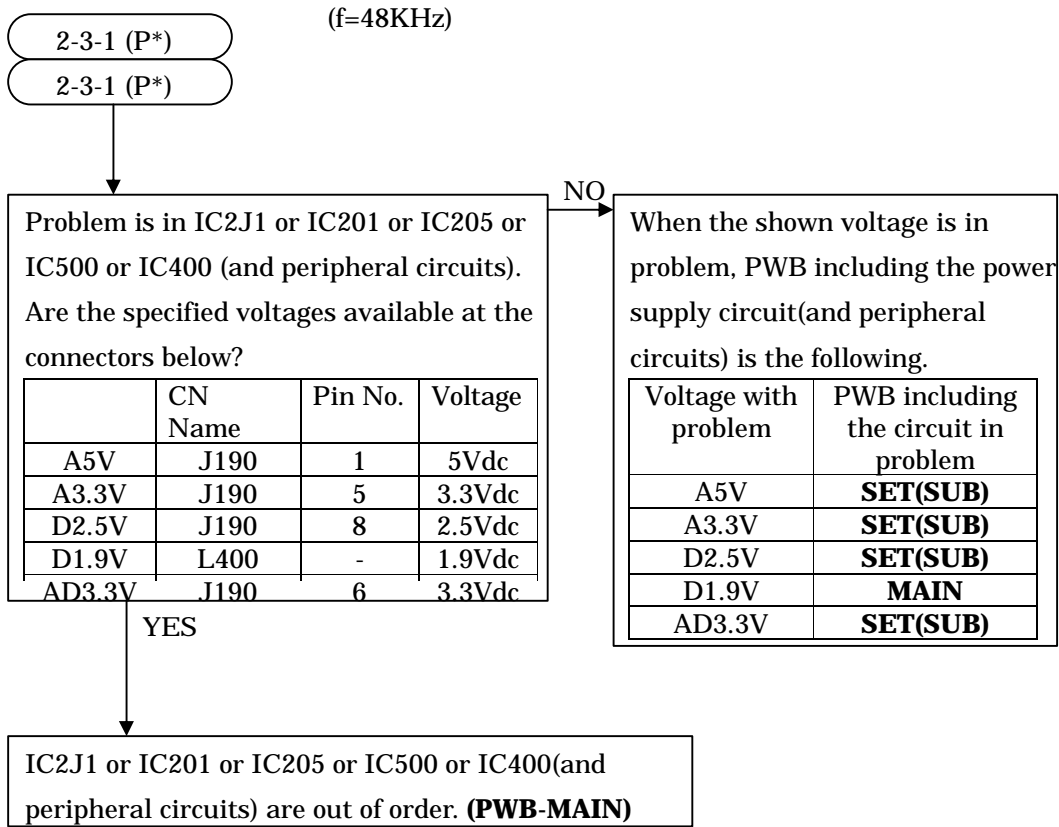 (f=48KHz)
2-3-1 (P*)
2-3-1 (P*)
NO
Problem is in IC2J1 or IC201 or IC205 or
IC500 or IC400 (and peripheral circuits).
Are the specified voltages available at the
connectors below?
CN Pin No. Voltage
Name
A5V J190 1 5Vdc
A3.3V J190 5 3.3Vdc
D2.5V J190 8 2.5Vdc
D1.9V L400 - 1.9Vdc
AD3.3V J190 6 3.3Vdc
When the shown voltage is in
problem, PWB including the power
supply circuit(and peripheral
circuits) is the following.
Voltage with PWB including
problem the circuit in
problem
A5V SET(SUB)
A3.3V SET(SUB)
D2.5V SET(SUB)
D1.9V MAIN
AD3.3V SET(SUB)
YES
IC2J1 or IC201 or IC205 or IC500 or IC400(and
peripheral circuits) are out of order. (PWB-MAIN)